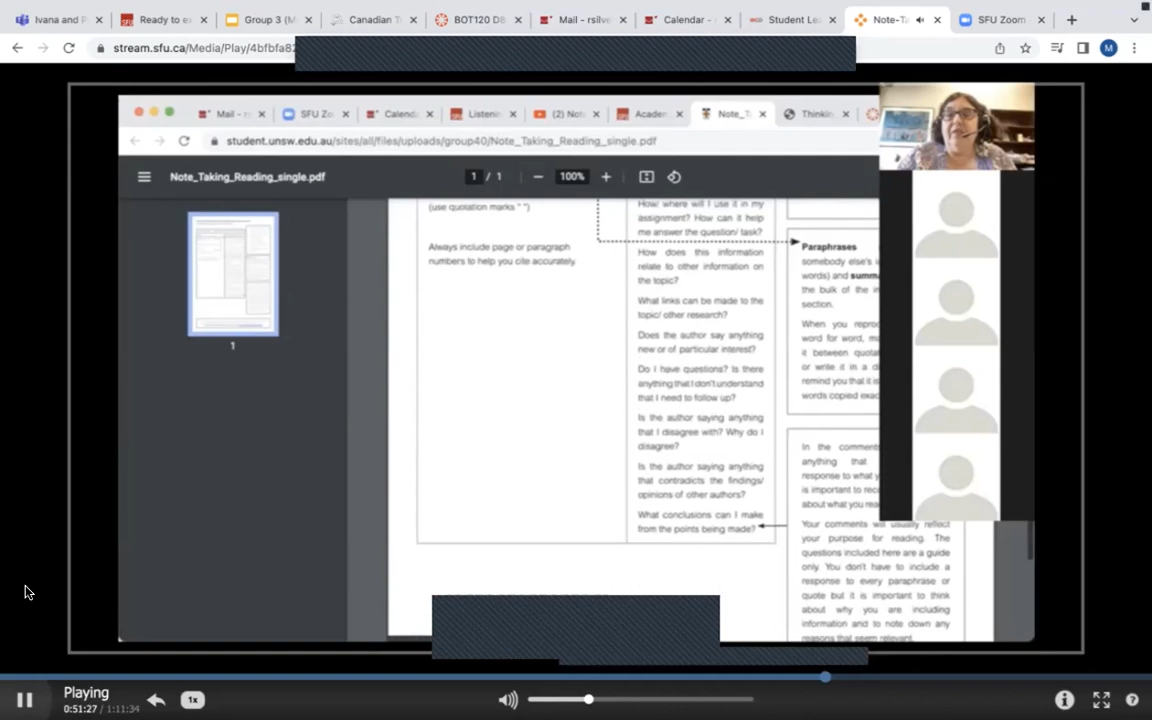 Ivana and P
Ready to ex
Group 3 (M
Canadian T
BOT120 D8
Mail - rsilve
Calendar -
Student Lea
Note-Ta
SFU Zoom
stream.sfu.ca/Media/Play/4bfbfa82
M
Mail - r
SFU Zo
Calend
Listenin
(2) Not
Acader
Note_T
Thinkin
student.unsw.edu.au/sites/all/files/uploads/group40/Note_Taking_Reading_single.pdf
Note_Taking_Reading_single.pdf
1 / 1
100%
1
(use quotation marks " ")
Always include page or paragraph
numbers to help you cite accurately.
How/ where will I use it in my
assignment? How can it help
me answer the question/ task?
How does this information
relate to other information on
the topic?
What links can be made to the
topic/ other research?
Does the author say anything
new or of particular interest?
Do I have questions? Is there
anything that I don't understand
that I need to follow up?
Is the author saying anything
that I disagree with? Why do I
disagree?
Is the author saying anything
that contradicts the findings/
opinions of other authors?
What conclusions can I make
from the points being made?
Paraphrases
somebody else's
words) and summ
the bulk of the in
section.
When you reprod
word for word, ma
it between quotat
or write it in a di
remind you that it is
words copied exac
In the comments
anything that
response to what y
is important to reco
about what you rea
Your comments will usually reflect
your purpose for reading. The
questions included here are a guide
only. You don't have to include a
response to every paraphrase or
quote but it is important to think
about why you are including
information and to note down any
reasons that seem relevant.
Playing
0:51:27 / 1:11:34
1x